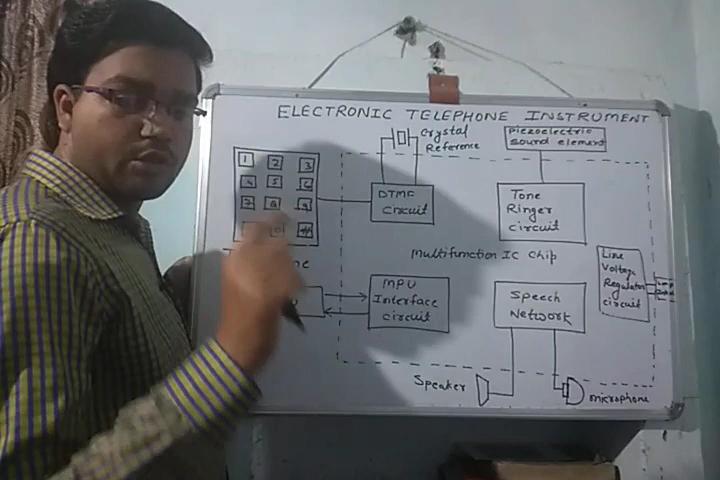 ELECTRONIC TELEPHONE INSTRUMENT
Crystal
Reference
Piezoelectric
sound element
1 2 3
4 5 6
7 8 9
0 #
DTMF
circuit
Tone
Ringer
circuit
Multifunction IC chip
Line
Voltage
Regulator
circuit
MPU
Interface
circuit
Speech
Network
Speaker
microphone